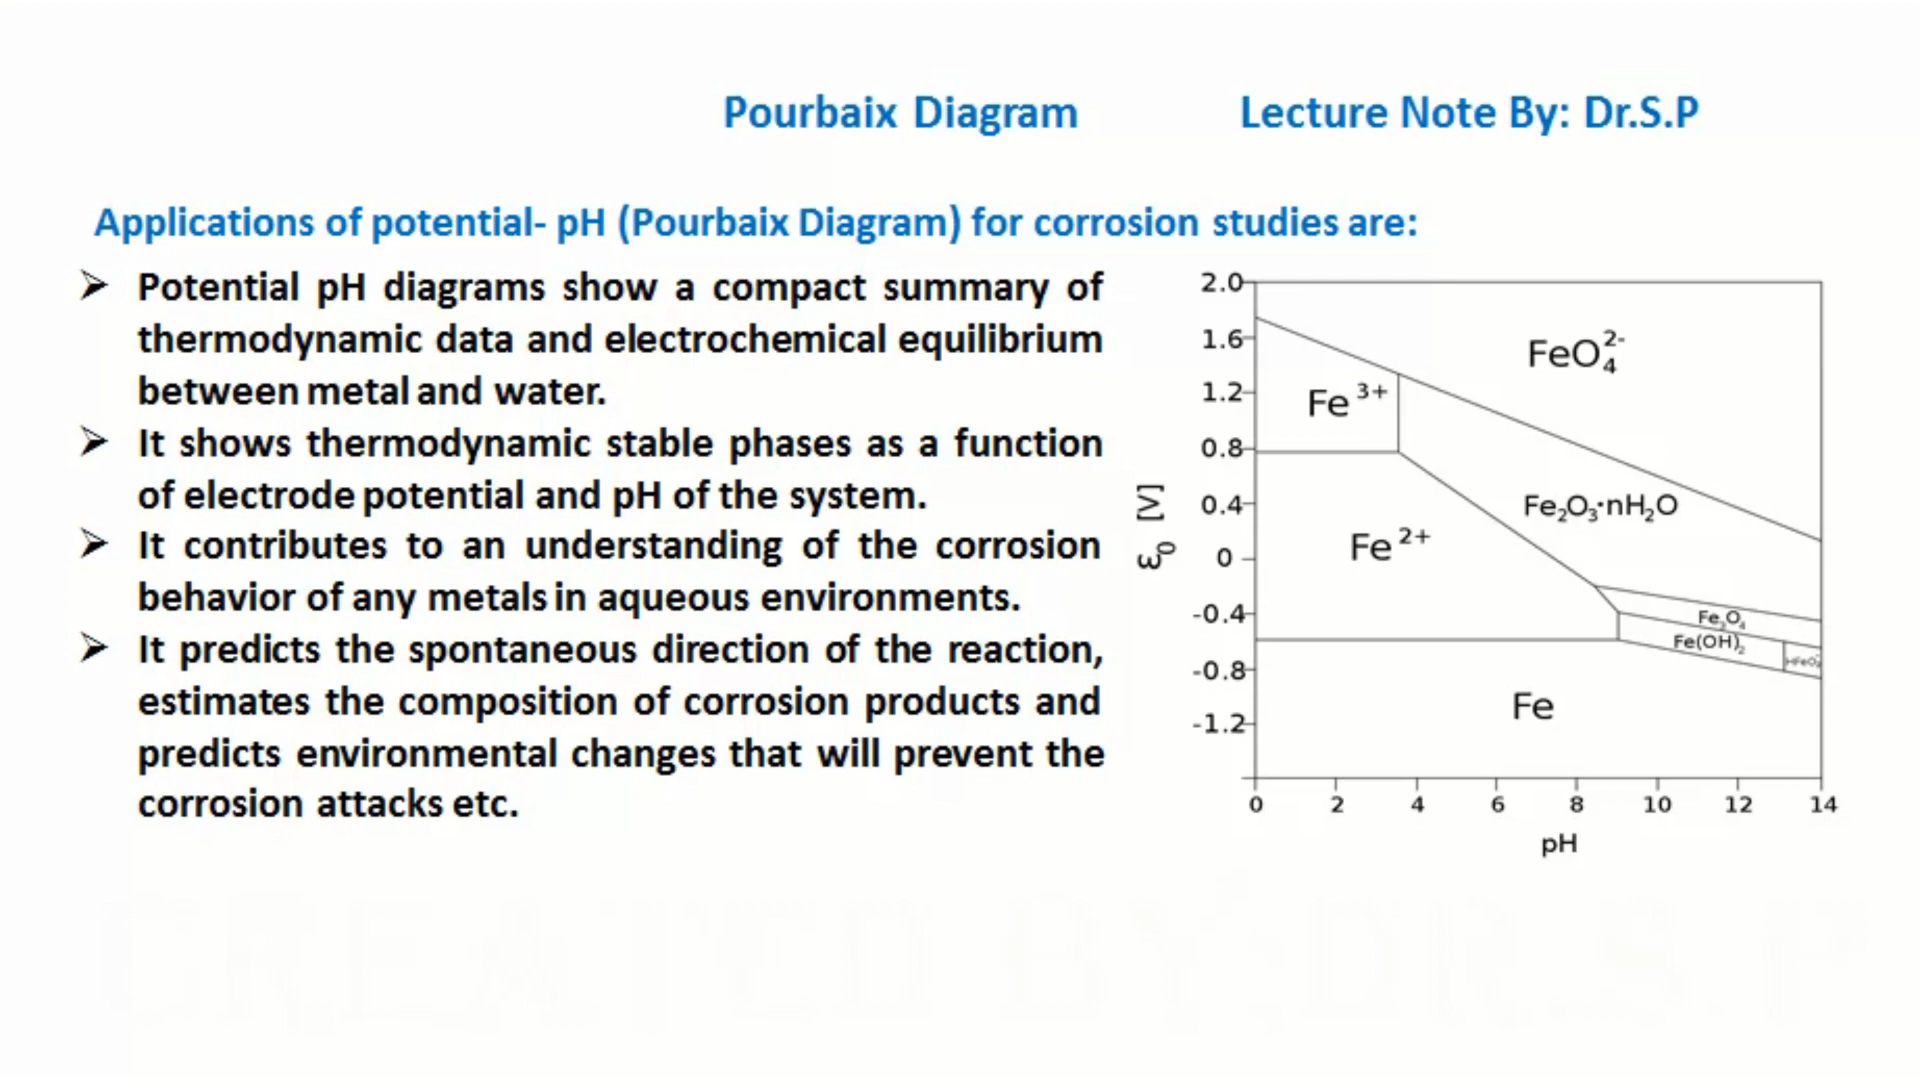 Pourbaix Diagram
Lecture Note By: Dr.S.P
Applications of potential- pH (Pourbaix Diagram) for corrosion studies are:
➤ Potential pH diagrams show a compact summary of
thermodynamic data and electrochemical equilibrium
between metal and water.
➤ It shows thermodynamic stable phases as a function
of electrode potential and pH of the system.
➤ It contributes to an understanding of the corrosion
behavior of any metals in aqueous environments.
➤ It predicts the spontaneous direction of the reaction,
estimates the composition of corrosion products and
predicts environmental changes that will prevent the
corrosion attacks etc.
2.0
1.6
1.2
0.8
0.4
0
-0.4
-0.8
-1.2
ε₀ [V]
FeO₄²⁻
Fe³⁺
Fe₂O₃·nH₂O
Fe²⁺
Fe₃O₄
Fe(OH)₂
Fe
0 2 4 6 8 10 12 14
pH
CREATED BY: DR. S. P